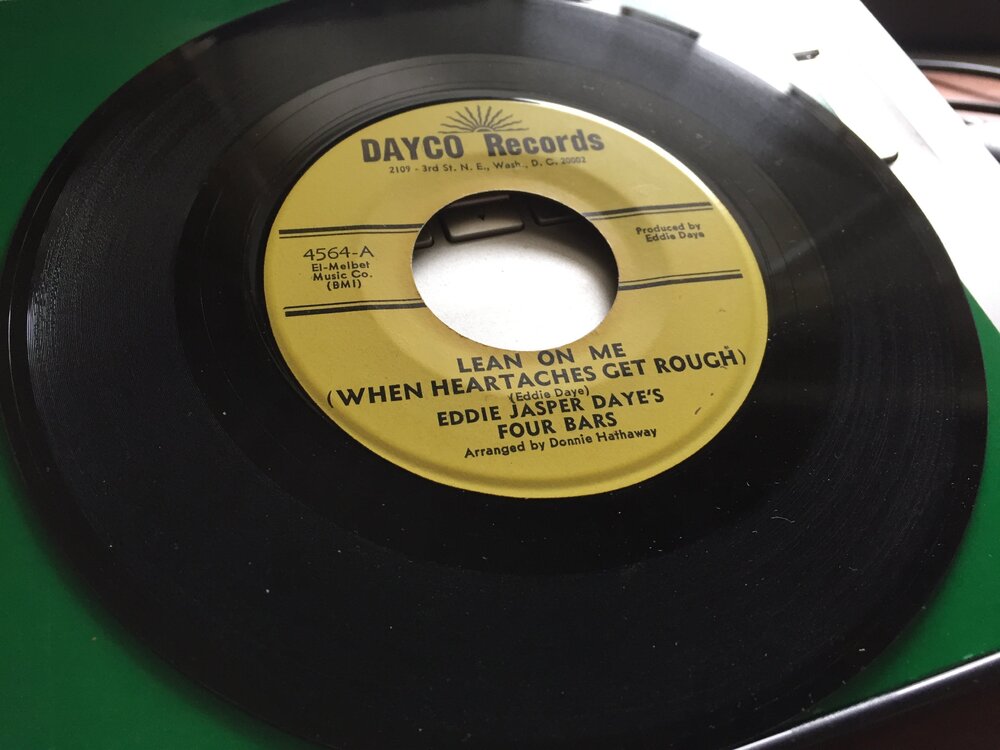 DAYCO Records
2109 - 3rd St. N. E., Wash., D. C. 20002
4564-A
El-Melbet
Music Co.
(BMI)
Produced by
Eddie Daye
LEAN ON ME
(WHEN HEARTACHES GET ROUGH)
(Eddie Daye)
EDDIE JASPER DAYE'S
FOUR BARS
Arranged by Donnie Hathaway